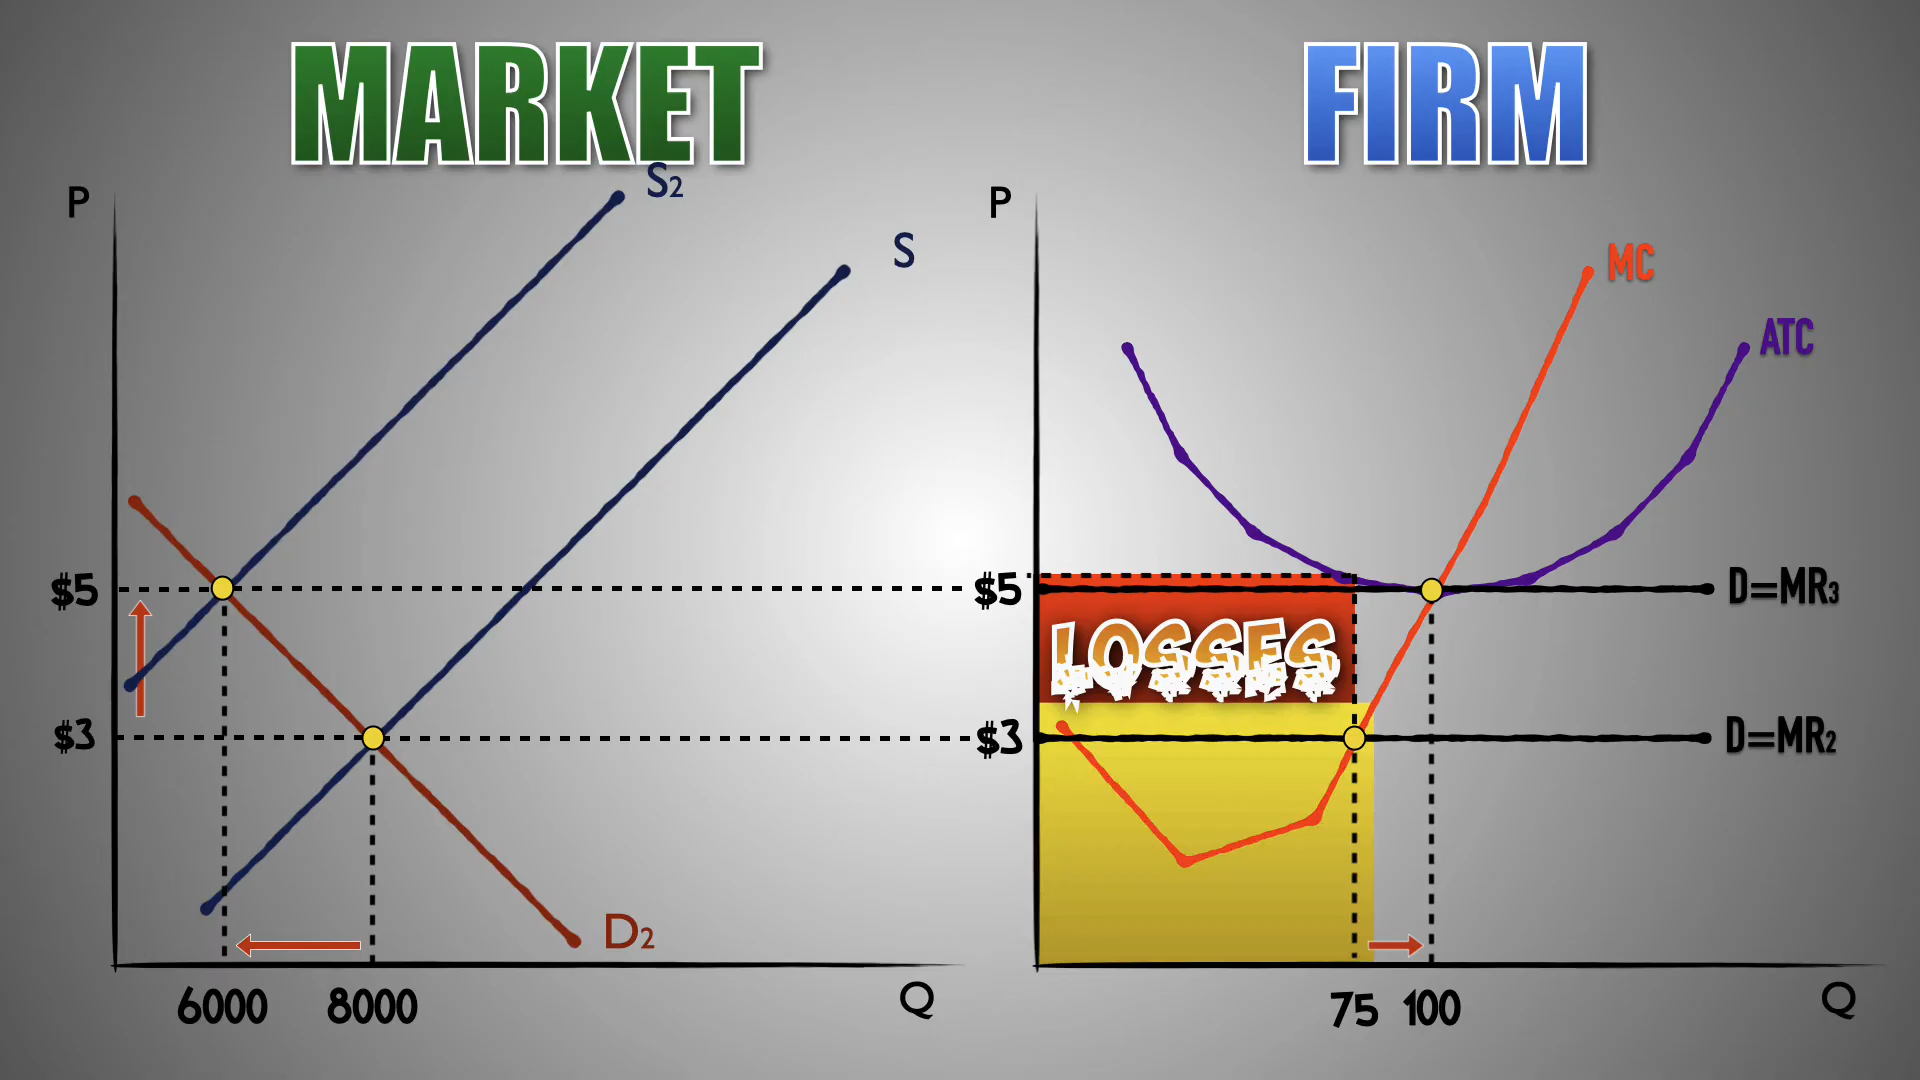 MARKET
FIRM
S2
P
P
S
MC
ATC
$5
$5
D=MR3
LOSSES
$3
$3
D=MR2
D2
6000
8000
Q
75
100
Q